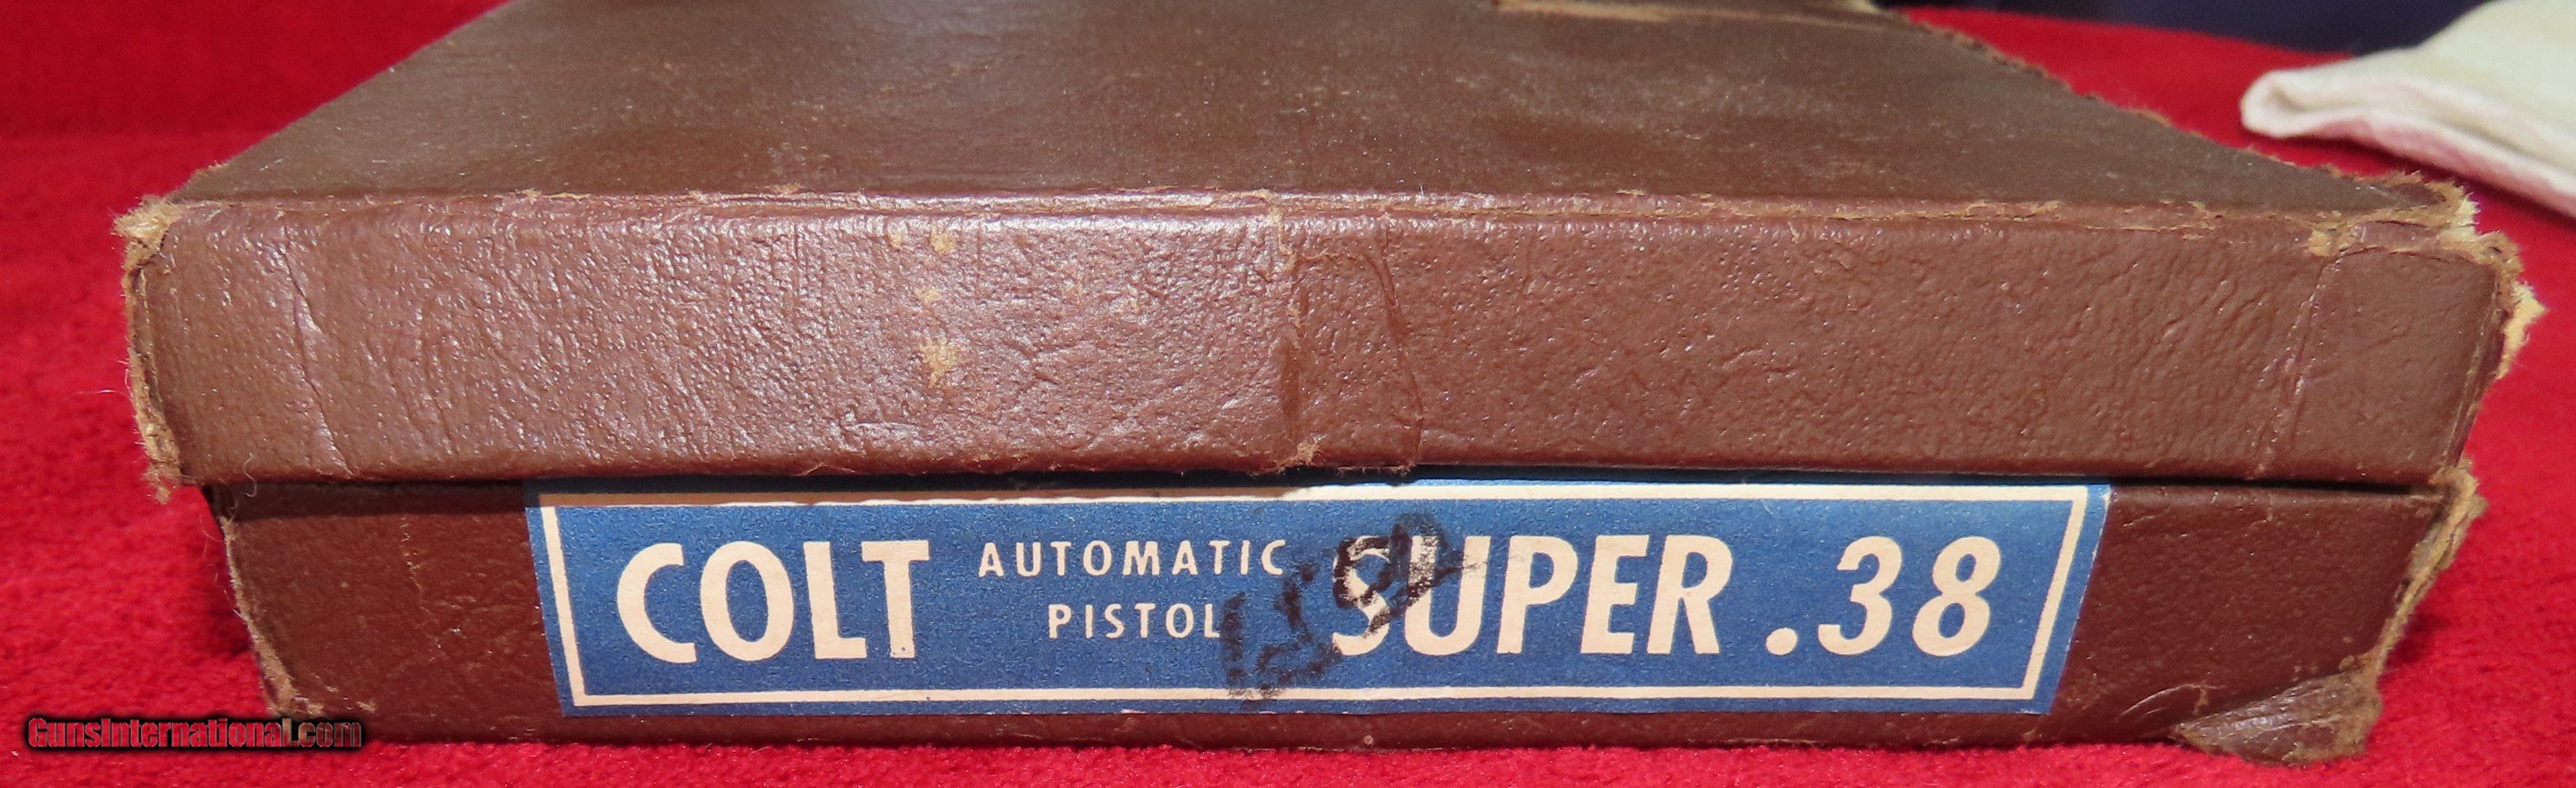 COLT AUTOMATIC PISTOL SUPER .38
GunsInternational.com